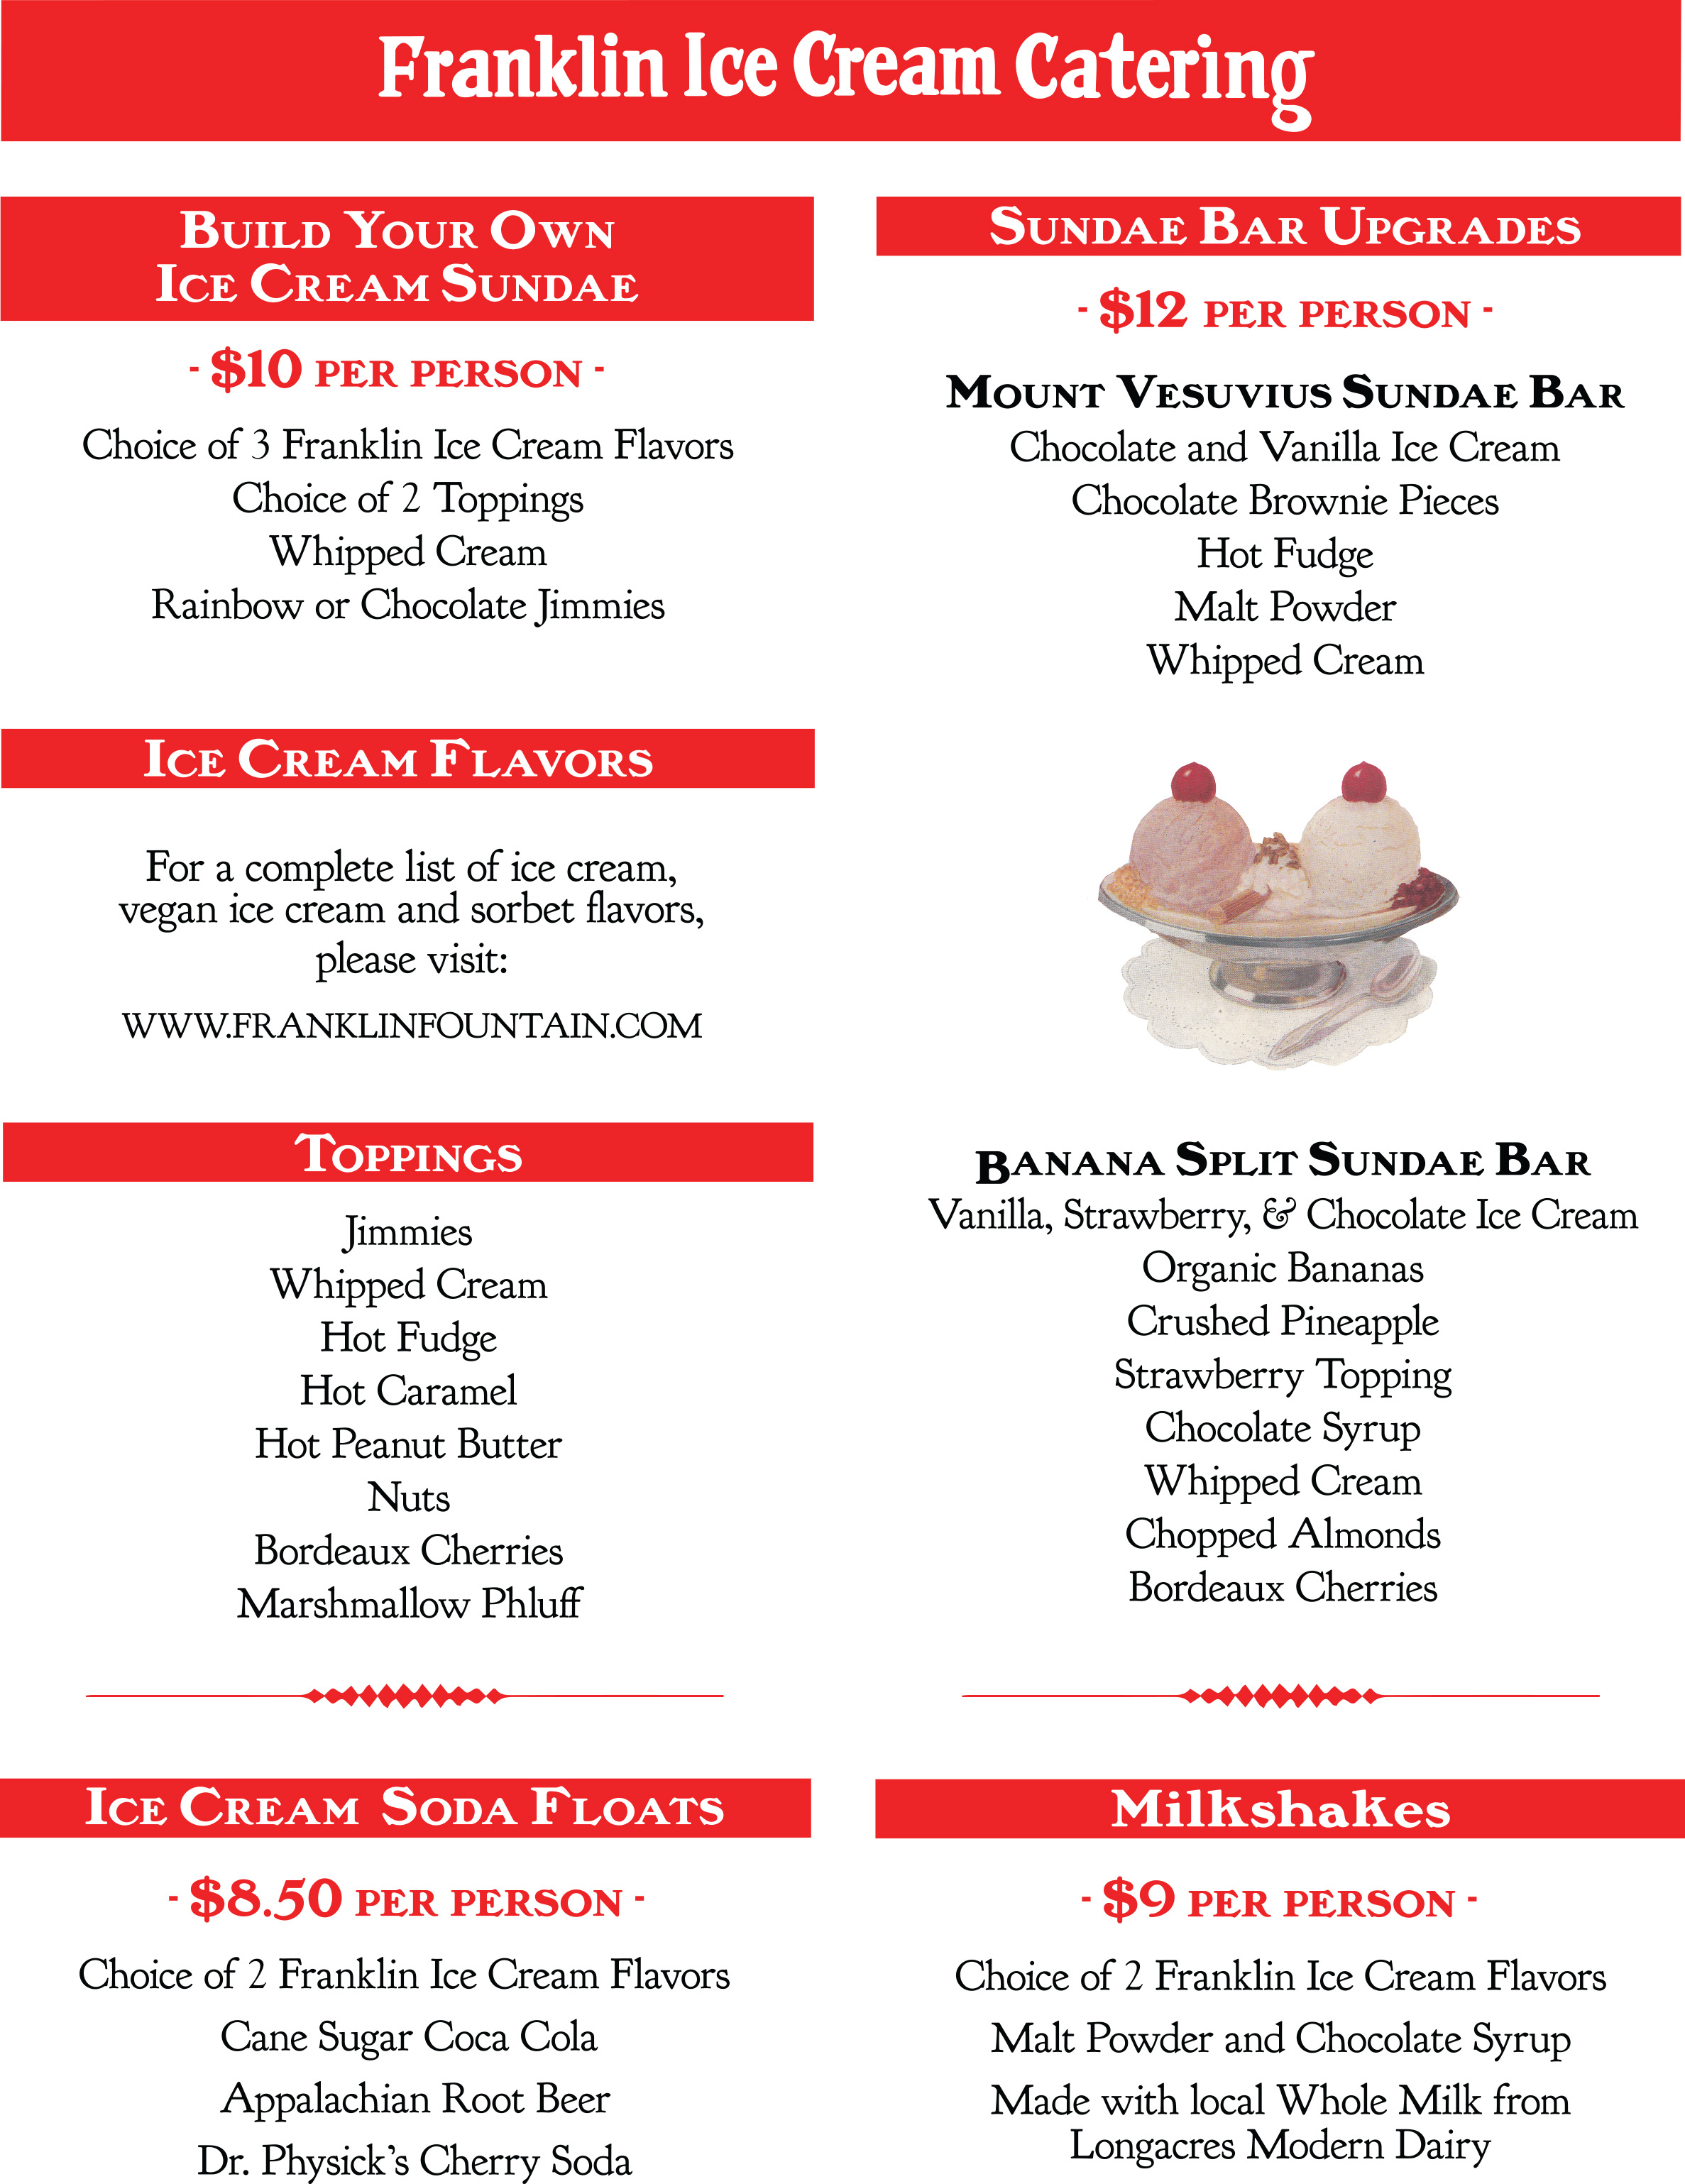 Franklin Ice Cream Catering
Build Your Own
Ice Cream Sundae
- $10 per person -
Choice of 3 Franklin Ice Cream Flavors
Choice of 2 Toppings
Whipped Cream
Rainbow or Chocolate Jimmies
Ice Cream Flavors
For a complete list of ice cream,
vegan ice cream and sorbet flavors,
please visit:
WWW.FRANKLINFOUNTAIN.COM
Toppings
Jimmies
Whipped Cream
Hot Fudge
Hot Caramel
Hot Peanut Butter
Nuts
Bordeaux Cherries
Marshmallow Phluff
Ice Cream Soda Floats
- $8.50 per person -
Choice of 2 Franklin Ice Cream Flavors
Cane Sugar Coca Cola
Appalachian Root Beer
Dr. Physick's Cherry Soda
Sundae Bar Upgrades
- $12 per person -
Mount Vesuvius Sundae Bar
Chocolate and Vanilla Ice Cream
Chocolate Brownie Pieces
Hot Fudge
Malt Powder
Whipped Cream
Banana Split Sundae Bar
Vanilla, Strawberry, & Chocolate Ice Cream
Organic Bananas
Crushed Pineapple
Strawberry Topping
Chocolate Syrup
Whipped Cream
Chopped Almonds
Bordeaux Cherries
Milkshakes
- $9 per person -
Choice of 2 Franklin Ice Cream Flavors
Malt Powder and Chocolate Syrup
Made with local Whole Milk from
Longacres Modern Dairy